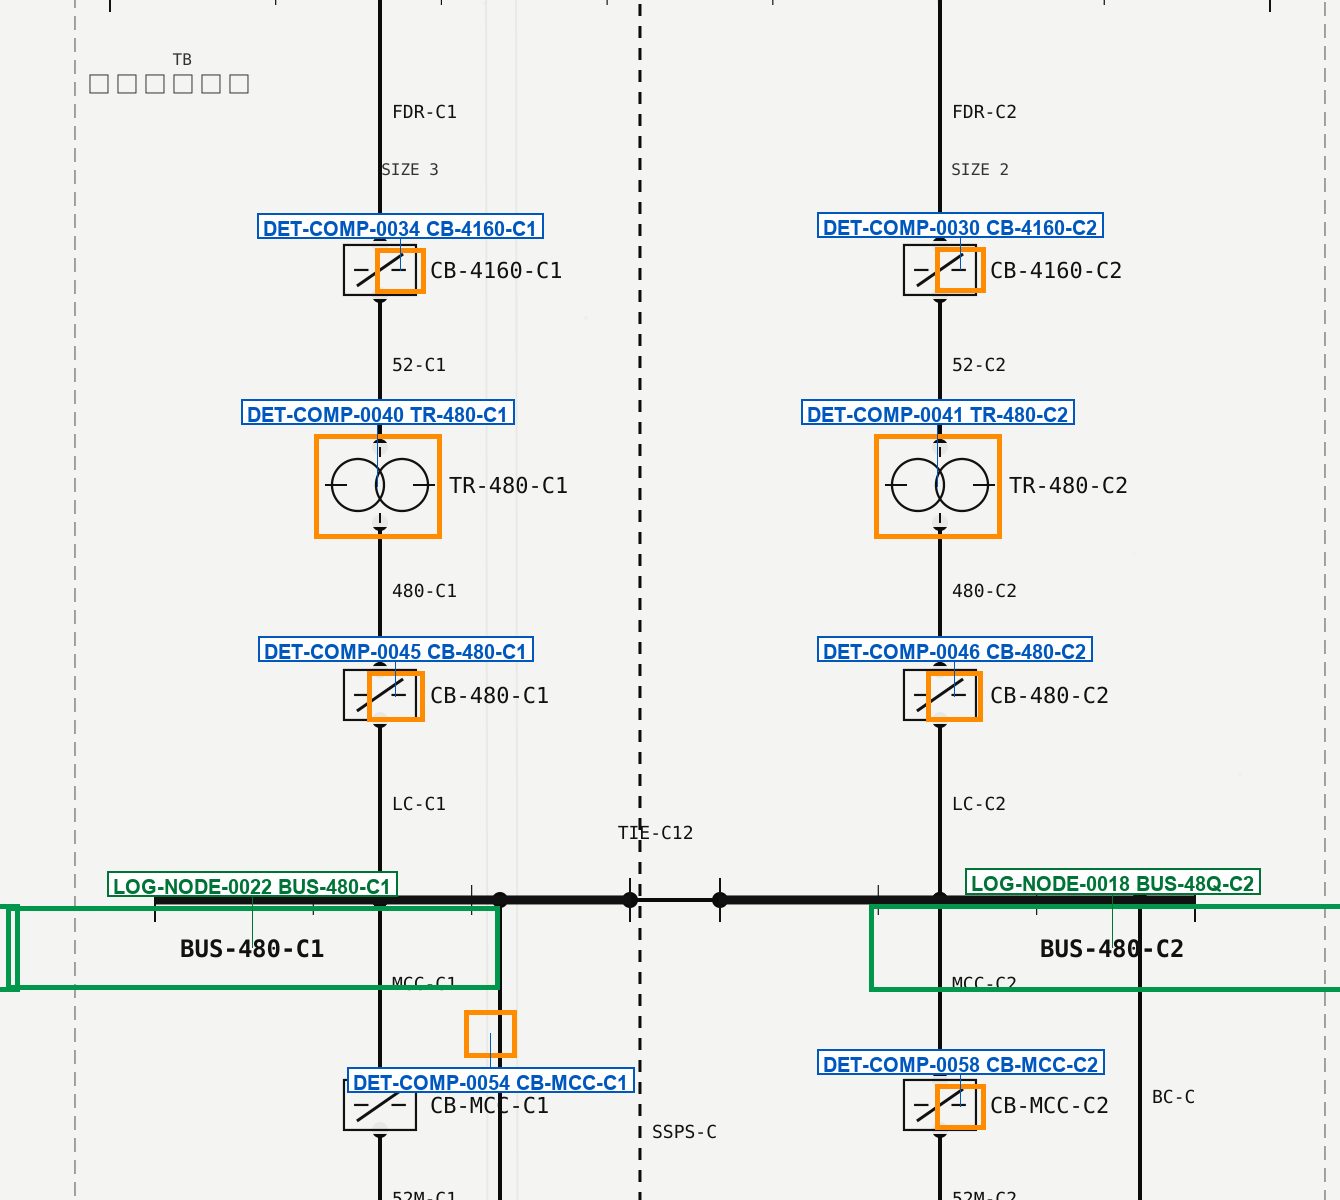 TB
FDR-C1 FDR-C2
SIZE 3 SIZE 2
DET-COMP-0034 CB-4160-C1 DET-COMP-0030 CB-4160-C2
CB-4160-C1 CB-4160-C2
52-C1 52-C2
DET-COMP-0040 TR-480-C1 DET-COMP-0041 TR-480-C2
TR-480-C1 TR-480-C2
480-C1 480-C2
DET-COMP-0045 CB-480-C1 DET-COMP-0046 CB-480-C2
CB-480-C1 CB-480-C2
LC-C1 LC-C2
TIE-C12
LOG-NODE-0022 BUS-480-C1 LOG-NODE-0018 BUS-48Q-C2
BUS-480-C1 BUS-480-C2
MCC-C1 MCC-C2
DET-COMP-0054 CB-MCC-C1 DET-COMP-0058 CB-MCC-C2
CB-MCC-C1 CB-MCC-C2
BC-C
SSPS-C
52M-C1 52M-C2